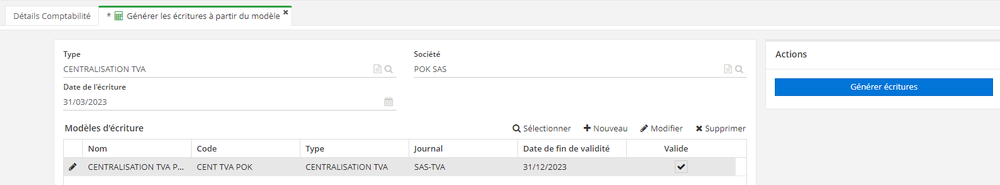 Détails Comptabilité
* Générer les écritures à partir du modèle
Type Société Actions
CENTRALISATION TVA POK SAS
Date de l'écriture Générer écritures
31/03/2023
Modèles d'écriture Sélectionner Nouveau Modifier Supprimer
Nom Code Type Journal Date de fin de validité Valide
CENTRALISATION TVA P... CENT TVA POK CENTRALISATION TVA SAS-TVA 31/12/2023